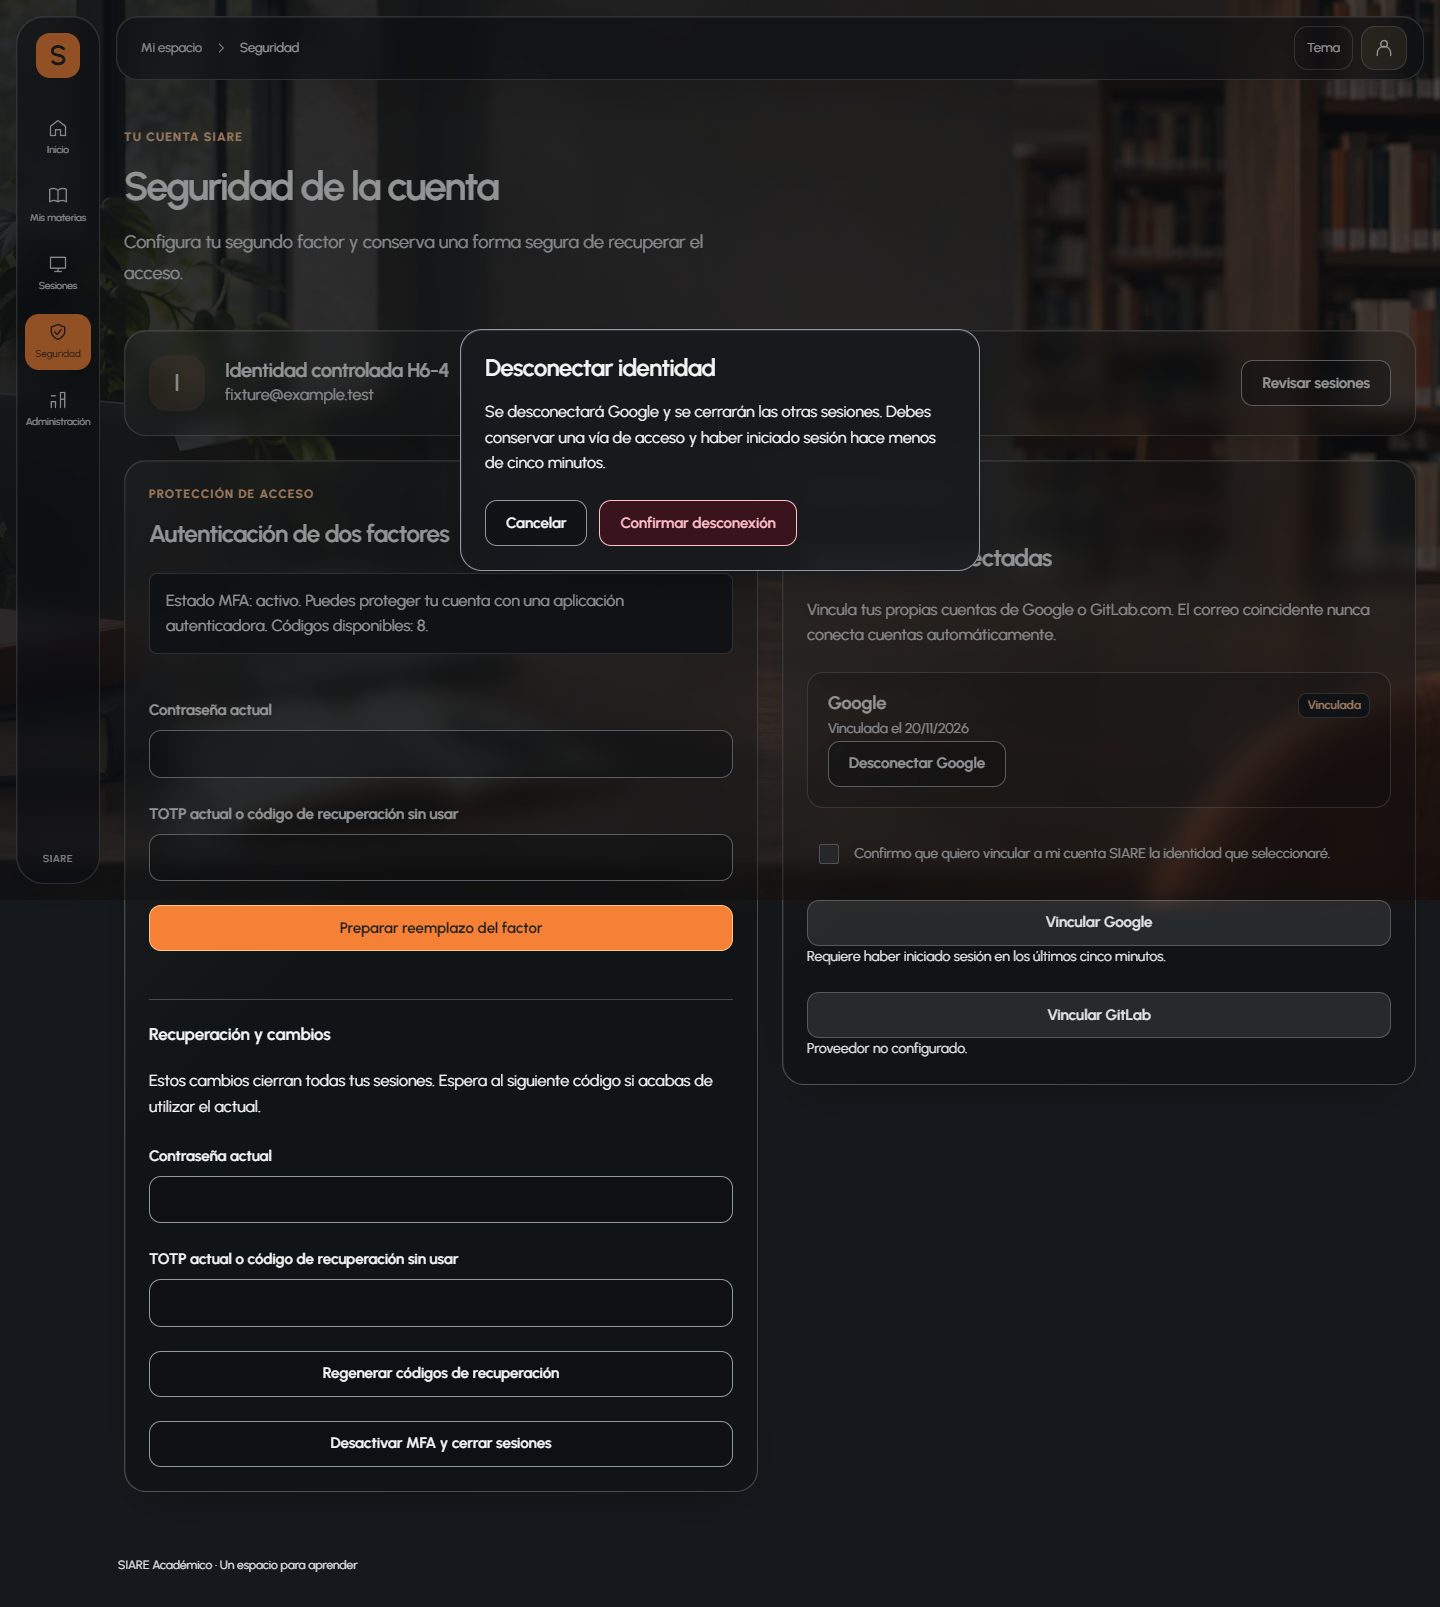 S
Mi espacio
Seguridad
Tema
Inicio
Mis materias
Sesiones
Seguridad
Administración
SIARE
TU CUENTA SIARE
Seguridad de la cuenta
Configura tu segundo factor y conserva una forma segura de recuperar el
acceso.
I
Identidad controlada H6-4
fixture@example.test
Revisar sesiones
Desconectar identidad
Se desconectará Google y se cerrarán las otras sesiones. Debes
conservar una vía de acceso y haber iniciado sesión hace menos
de cinco minutos.
Cancelar
Confirmar desconexión
PROTECCIÓN DE ACCESO
Autenticación de dos factores
Estado MFA: activo. Puedes proteger tu cuenta con una aplicación
autenticadora. Códigos disponibles: 8.
Contraseña actual
TOTP actual o código de recuperación sin usar
Preparar reemplazo del factor
Recuperación y cambios
Estos cambios cierran todas tus sesiones. Espera al siguiente código si acabas de
utilizar el actual.
Contraseña actual
TOTP actual o código de recuperación sin usar
Regenerar códigos de recuperación
Desactivar MFA y cerrar sesiones
ectadas
Vincula tus propias cuentas de Google o GitLab.com. El correo coincidente nunca
conecta cuentas automáticamente.
Google
Vinculada
Vinculada el 20/11/2026
Desconectar Google
Confirmo que quiero vincular a mi cuenta SIARE la identidad que seleccionaré.
Vincular Google
Requiere haber iniciado sesión en los últimos cinco minutos.
Vincular GitLab
Proveedor no configurado.
SIARE Académico · Un espacio para aprender